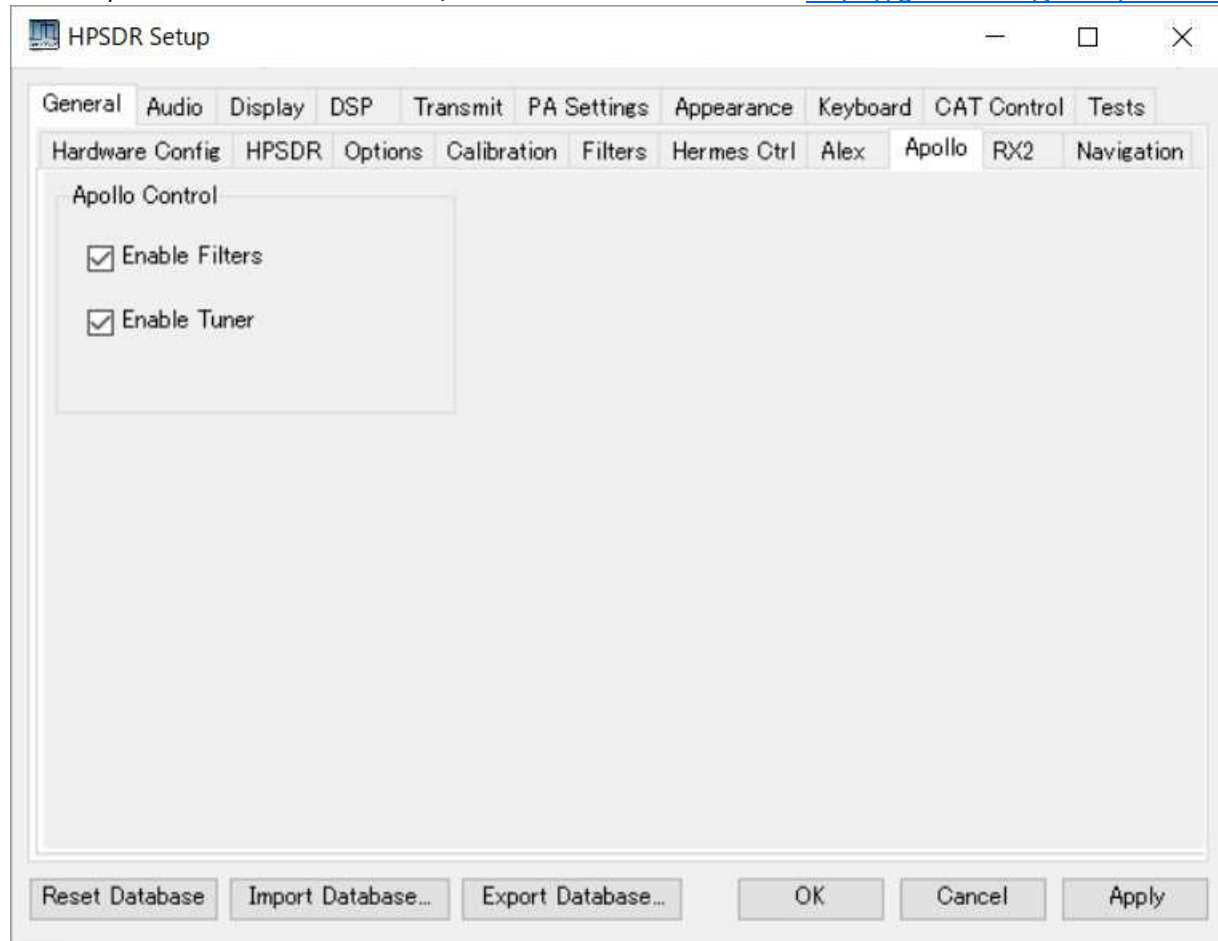 HPSDR Setup
General Audio Display DSP Transmit PA Settings Appearance Keyboard CAT Control Tests
Hardware Config HPSDR Options Calibration Filters Hermes Ctrl Alex Apollo RX2 Navigation
Apollo Control
Enable Filters
Enable Tuner
Reset Database Import Database... Export Database... OK Cancel Apply